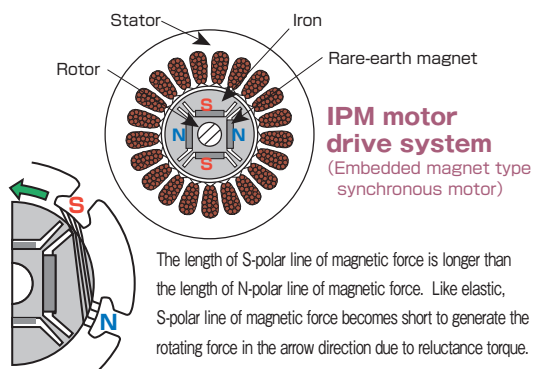 Stator
Iron
Rotor
Rare-earth magnet
S
N
N
S
IPM motor
drive system
(Embedded magnet type
synchronous motor)
S
N
The length of S-polar line of magnetic force is longer than
the length of N-polar line of magnetic force. Like elastic,
S-polar line of magnetic force becomes short to generate the
rotating force in the arrow direction due to reluctance torque.